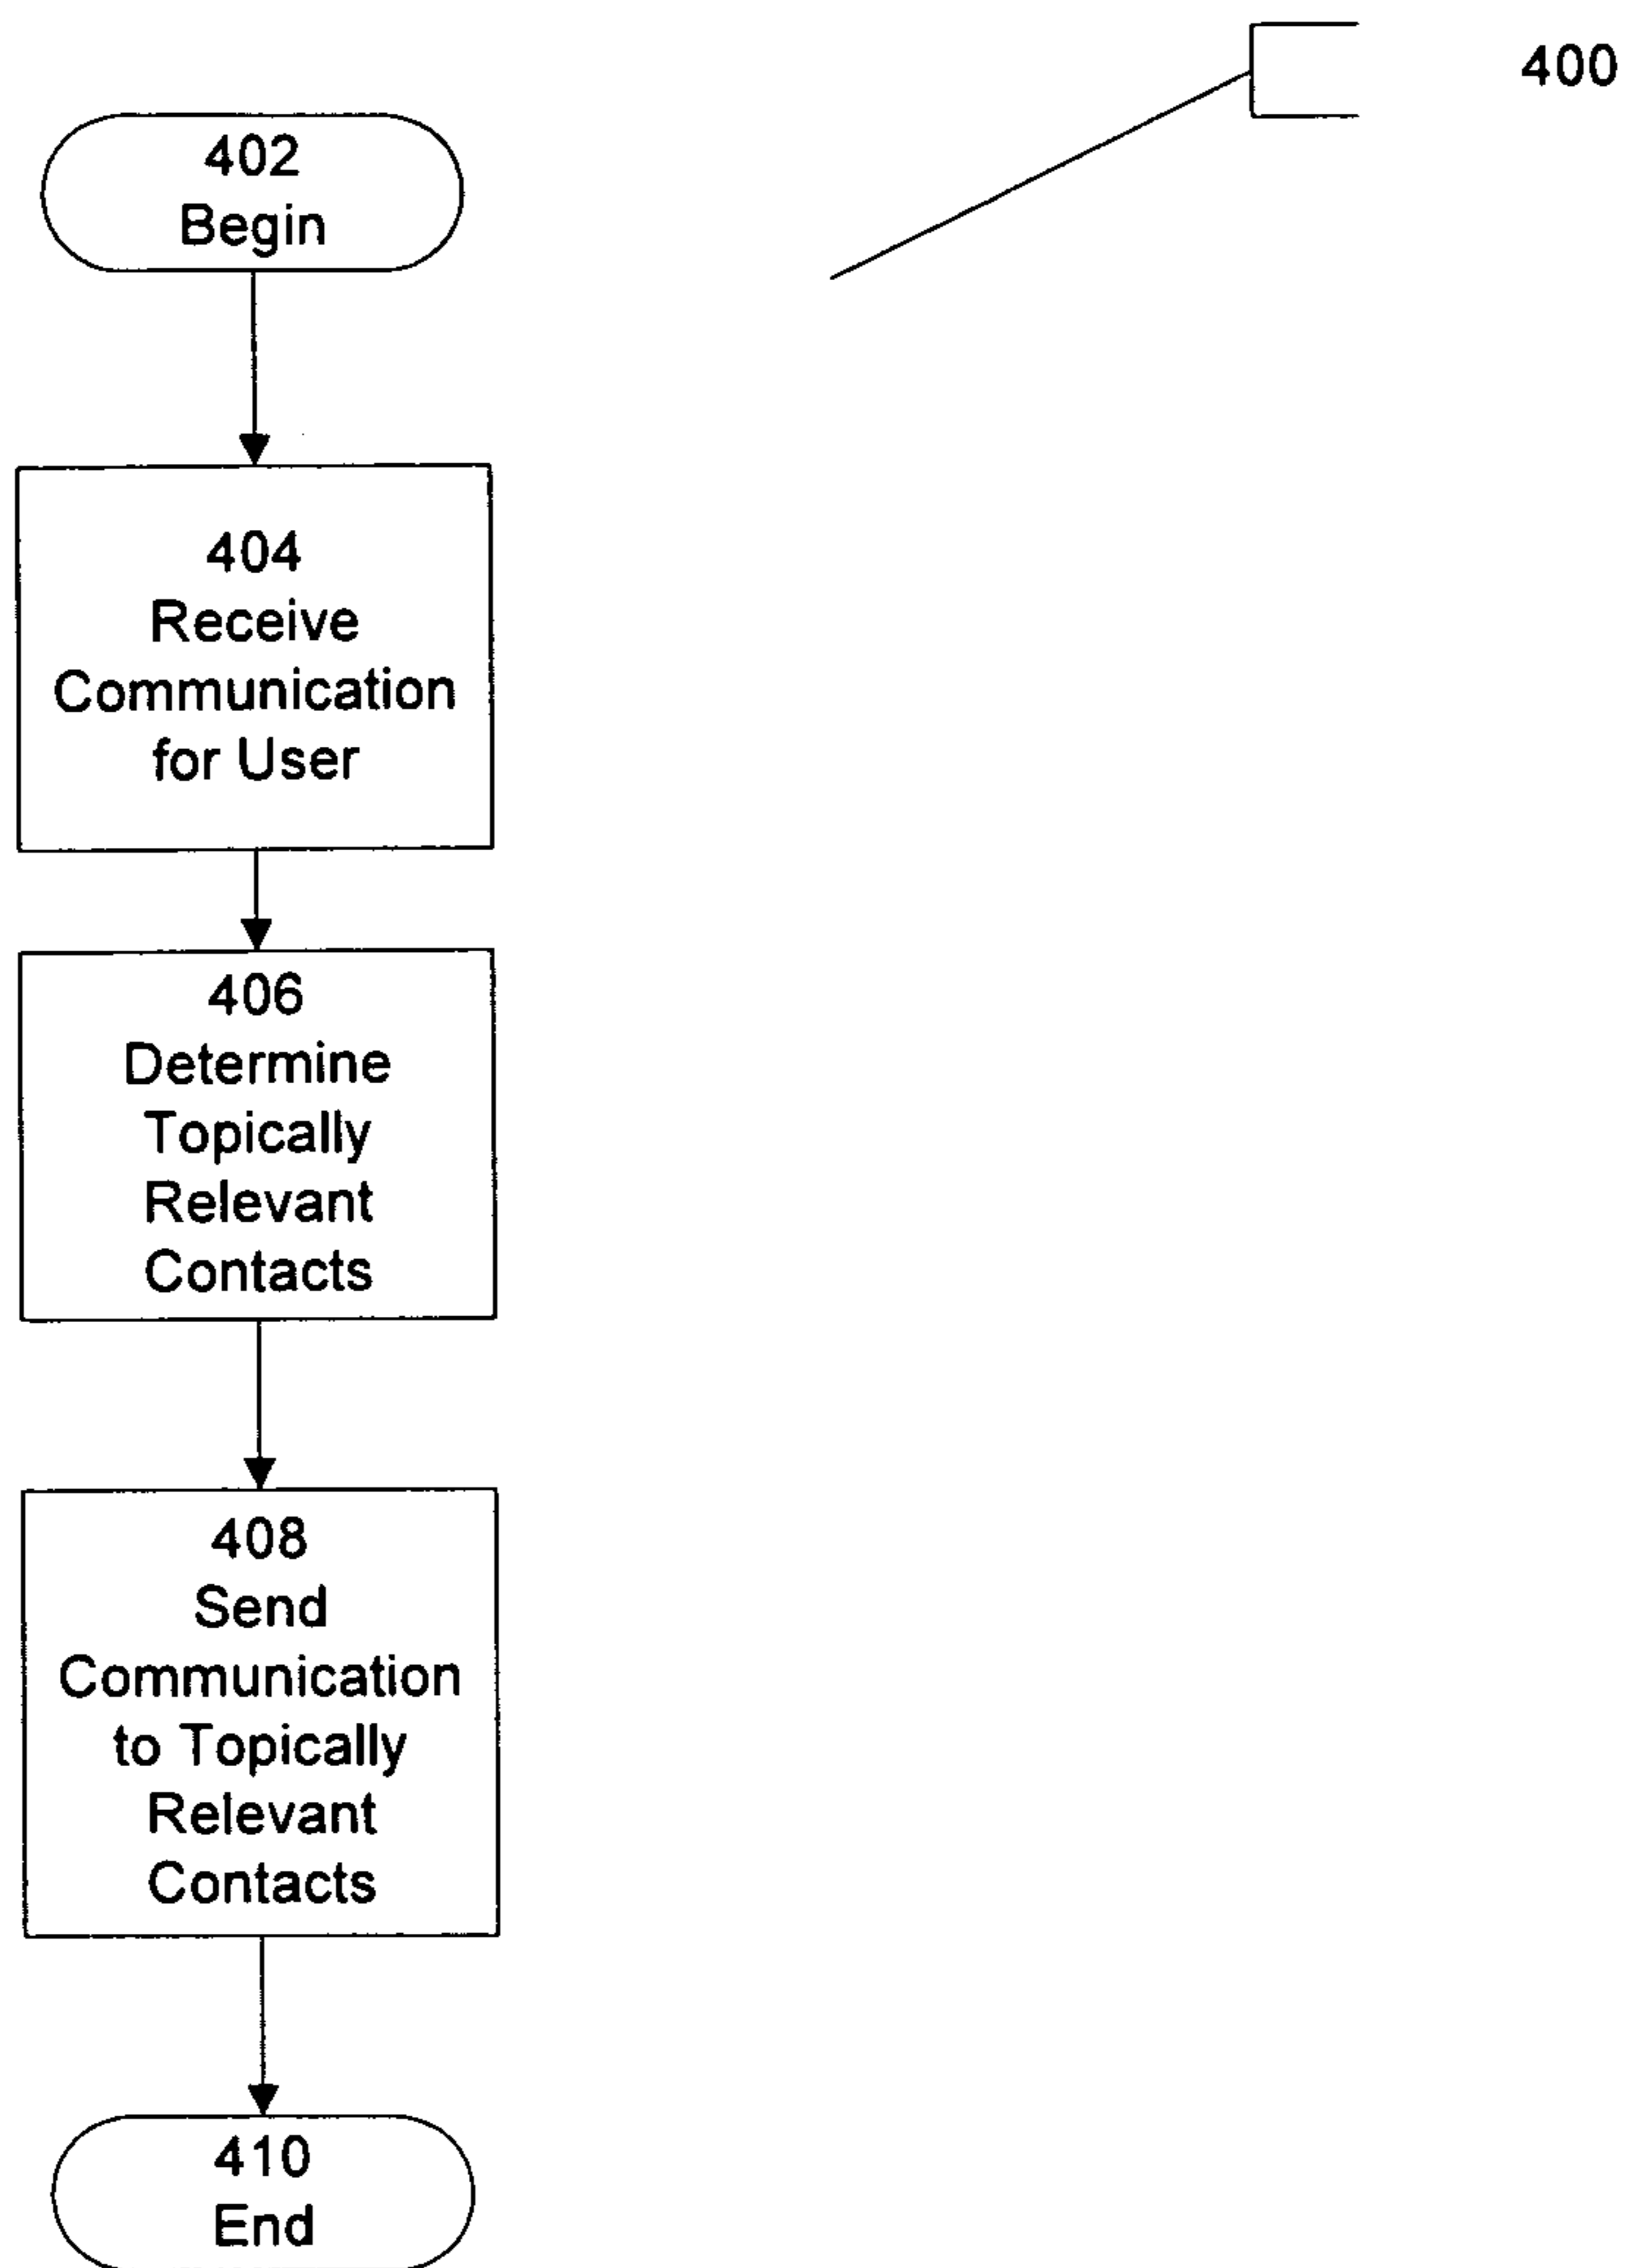 400
402
Begin
404
Receive
Communication
for User
406
Determine
Topically
Relevant
Contacts
408
Send
Communication
to Topically
Relevant
Contacts
410
End